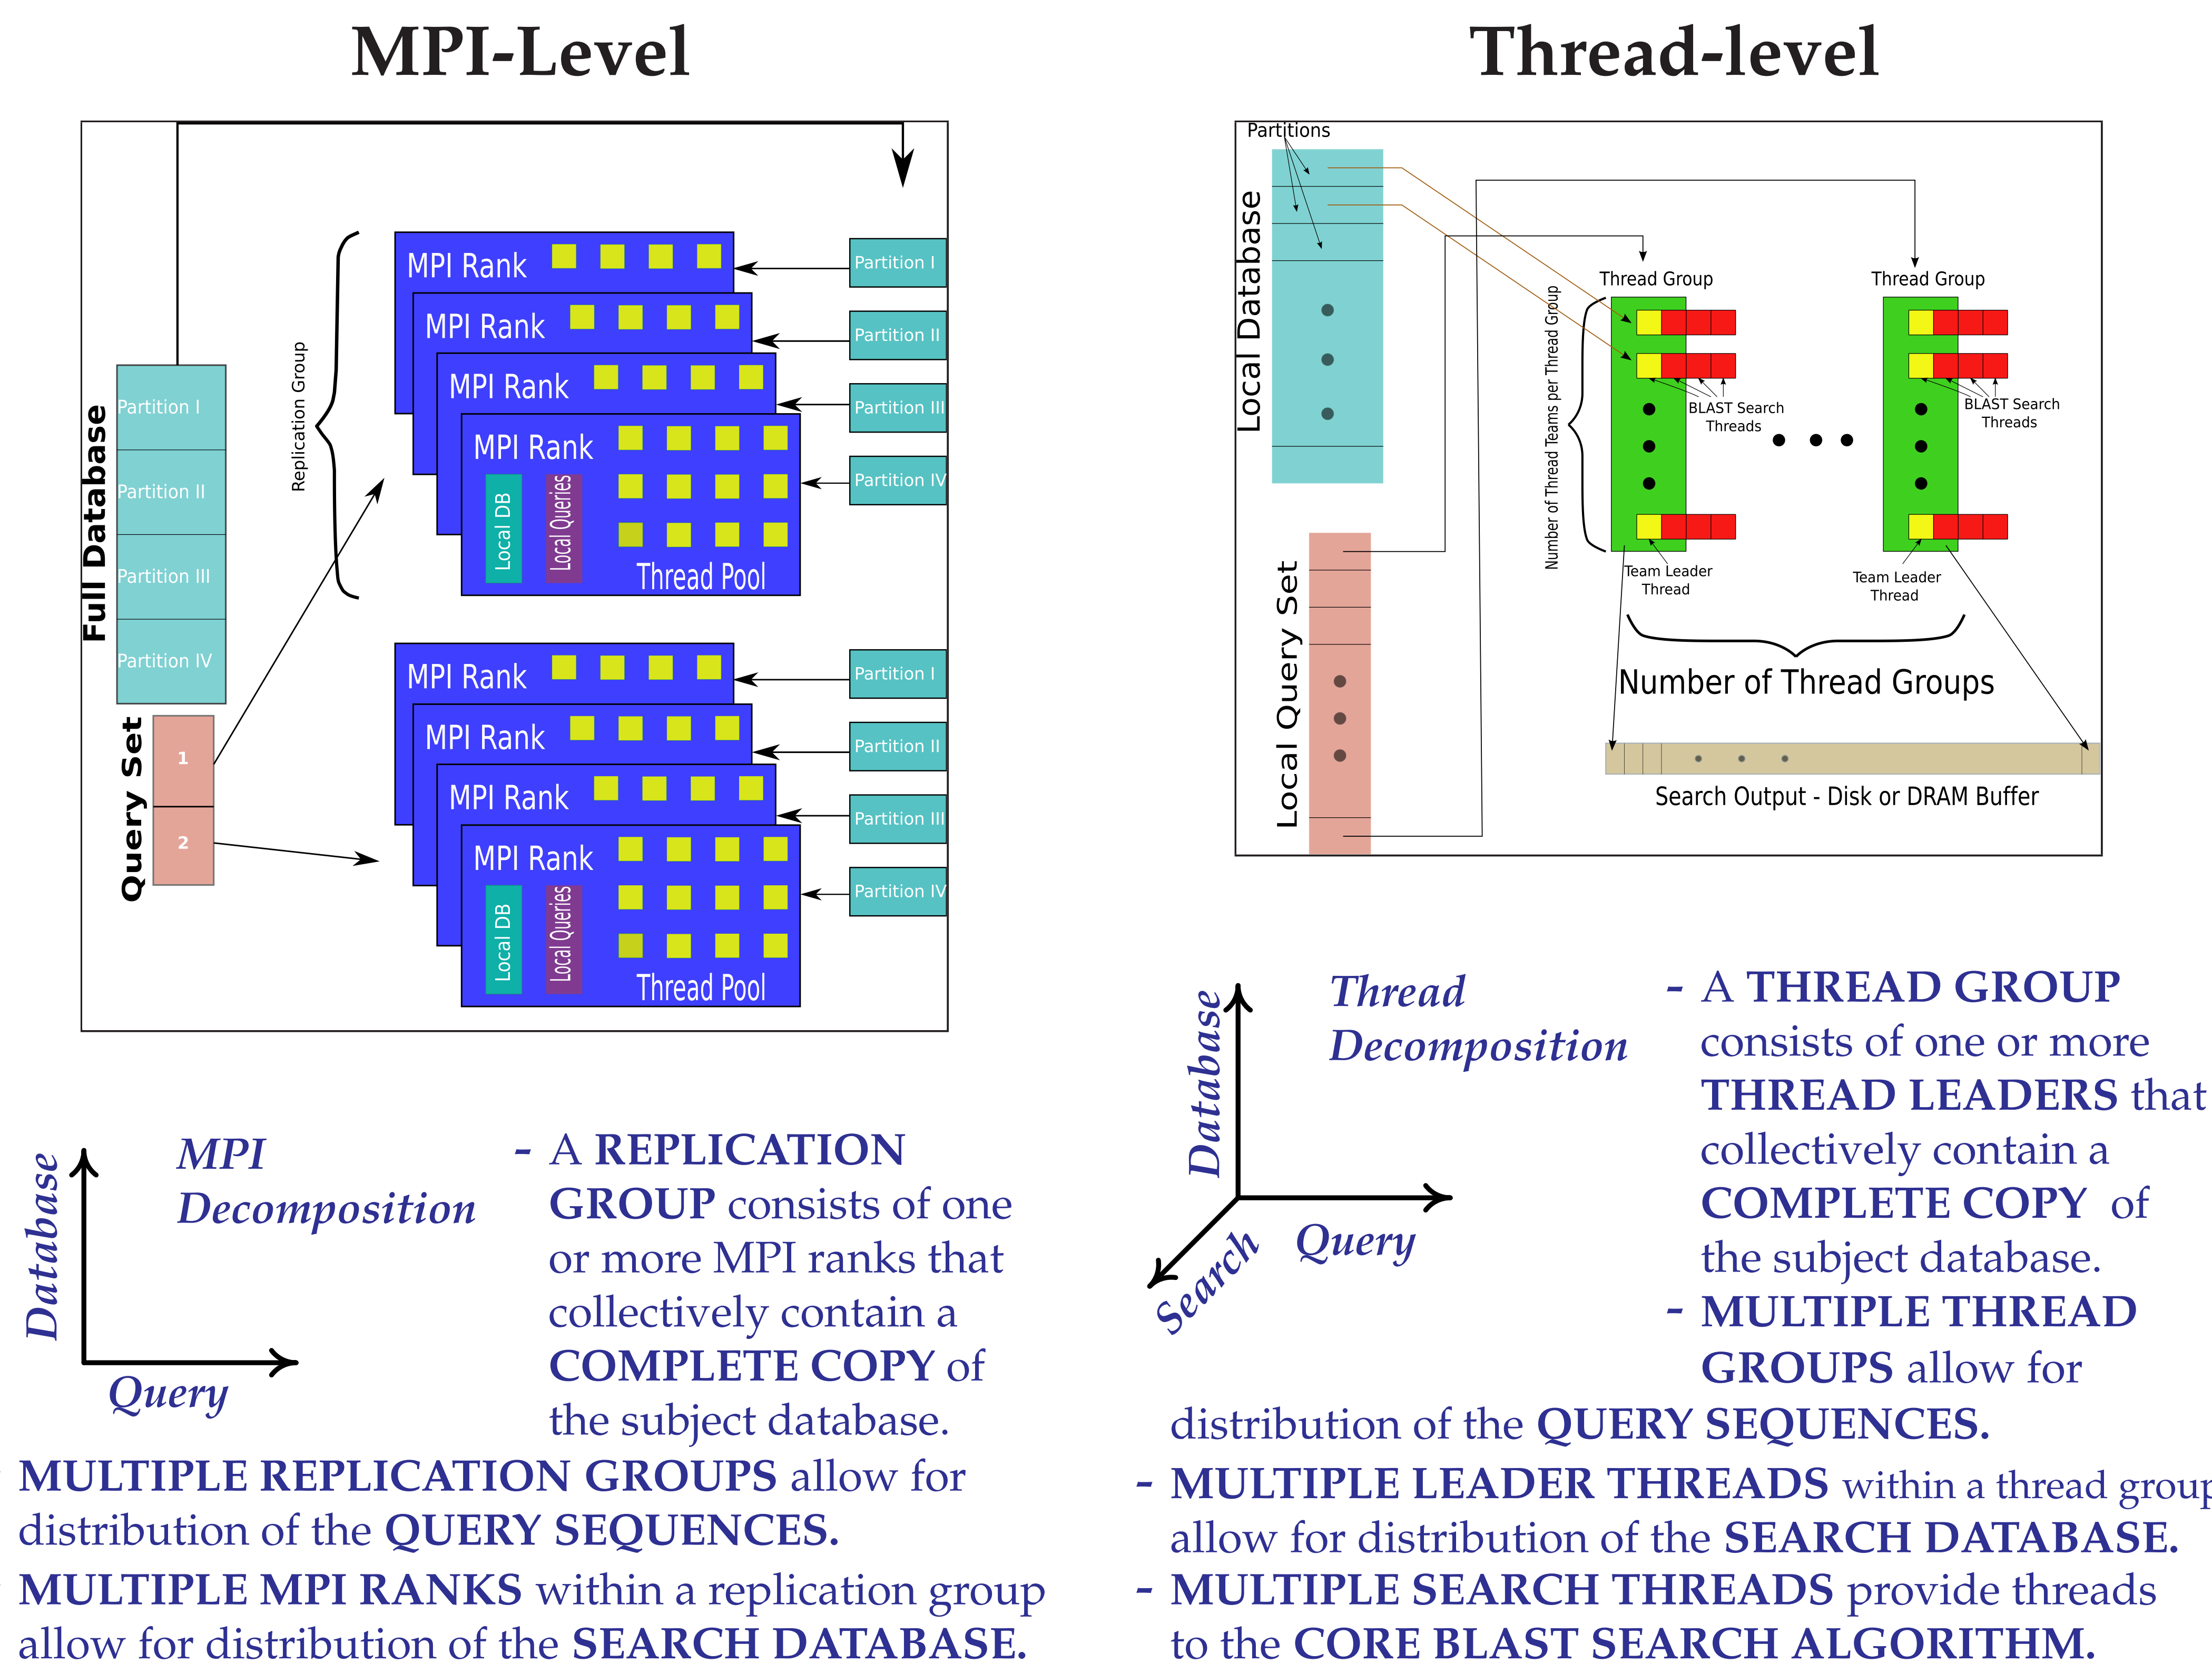 MPI-Level
Full Database
Partition I
Partition II
Partition III
Partition IV
Query Set
1
2
Replication Group
MPI Rank
MPI Rank
MPI Rank
MPI Rank
Local DB
Local Queries
Thread Pool
Partition I
Partition II
Partition III
Partition IV
MPI Rank
MPI Rank
MPI Rank
MPI Rank
Local DB
Local Queries
Thread Pool
Partition I
Partition II
Partition III
Partition IV
Database
Query
MPI
Decomposition
- A REPLICATION
GROUP consists of one
or more MPI ranks that
collectively contain a
COMPLETE COPY of
the subject database.
MULTIPLE REPLICATION GROUPS allow for
distribution of the QUERY SEQUENCES.
MULTIPLE MPI RANKS within a replication group
allow for distribution of the SEARCH DATABASE.
Thread-level
Partitions
Local Database
Local Query Set
Number of Thread Teams per Thread Group
Thread Group
Thread Group
BLAST Search
Threads
BLAST Search
Threads
Team Leader
Thread
Team Leader
Thread
Number of Thread Groups
Search Output - Disk or DRAM Buffer
Database
Query
Search
Thread
Decomposition
- A THREAD GROUP
consists of one or more
THREAD LEADERS that
collectively contain a
COMPLETE COPY of
the subject database.
- MULTIPLE THREAD
GROUPS allow for
distribution of the QUERY SEQUENCES.
- MULTIPLE LEADER THREADS within a thread group
allow for distribution of the SEARCH DATABASE.
- MULTIPLE SEARCH THREADS provide threads
to the CORE BLAST SEARCH ALGORITHM.